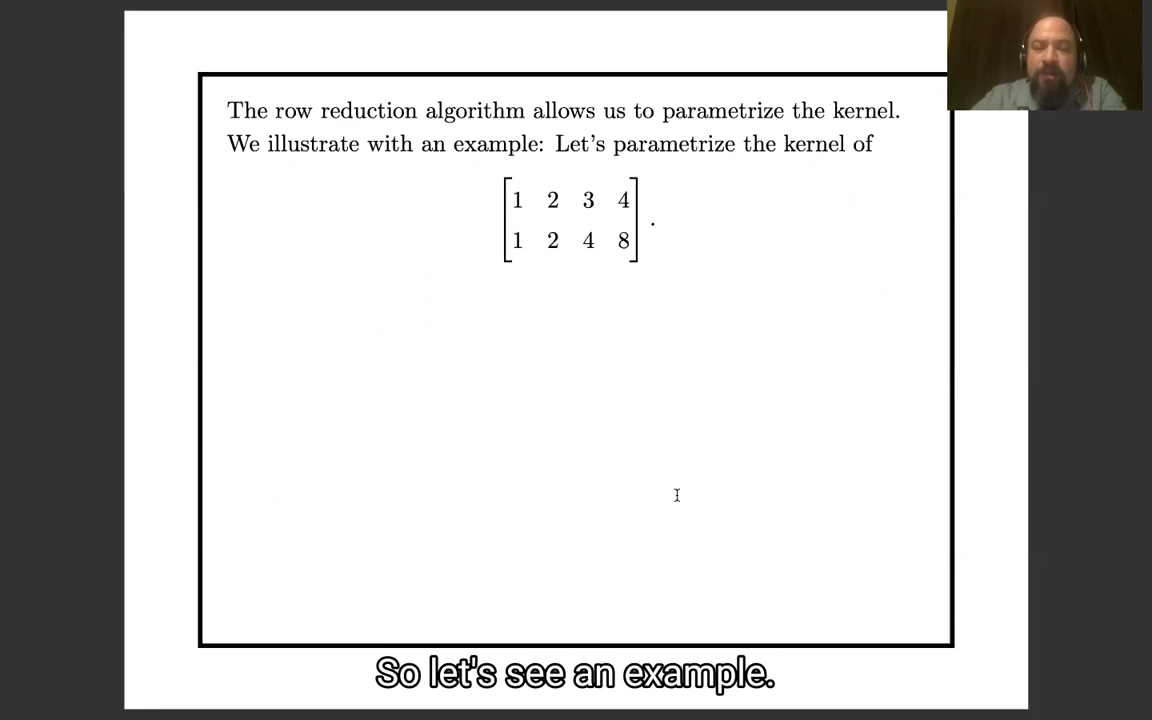 The row reduction algorithm allows us to parametrize the kernel.
We illustrate with an example: Let's parametrize the kernel of
1 2 3 4
1 2 4 8 .
So let's see an example.